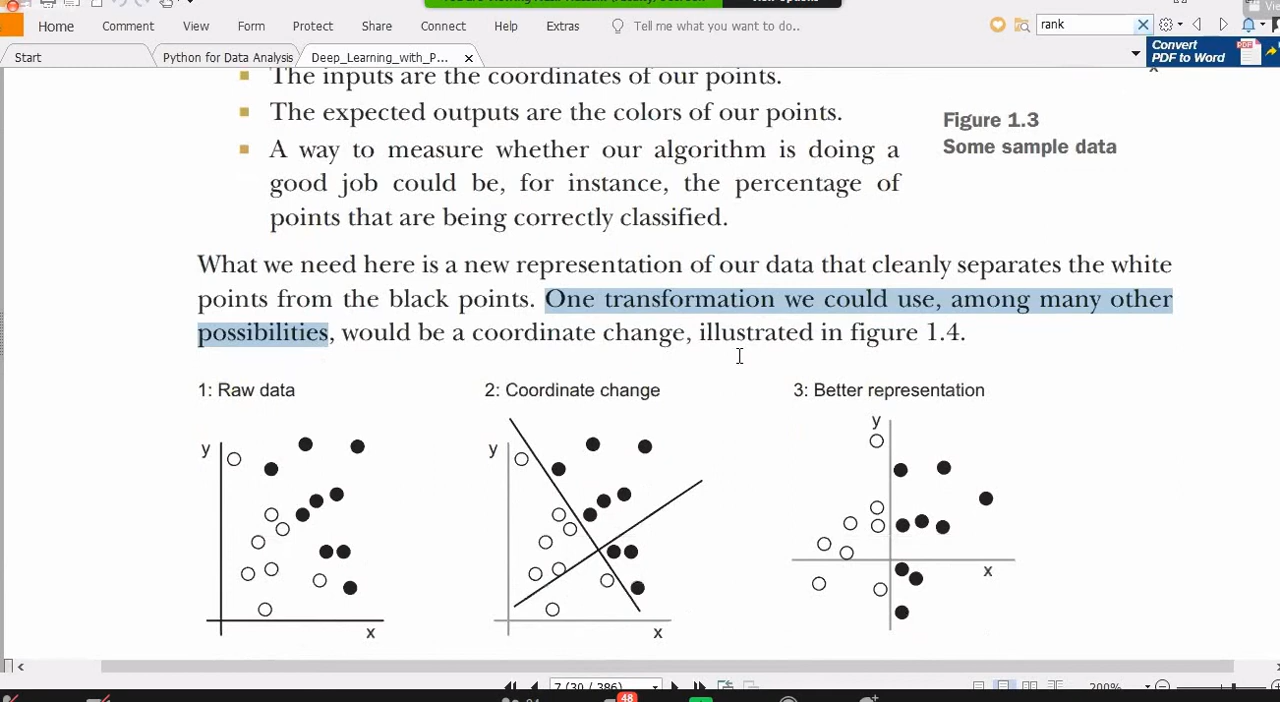 View
Home
Comment
View
Form
Protect
Share
Connect
Help
Extras
Tell me what you want to do..
rank
Start
Python for Data Analysis
Deep_Learning_with_P...
Convert
PDF to Word
The inputs are the coordinates of our points.
The expected outputs are the colors of our points.
A way to measure whether our algorithm is doing a
good job could be, for instance, the percentage of
points that are being correctly classified.
Figure 1.3
Some sample data
What we need here is a new representation of our data that cleanly separates the white
points from the black points. One transformation we could use, among many other
possibilities, would be a coordinate change, illustrated in figure 1.4.
1: Raw data
2: Coordinate change
3: Better representation
y
y
y
x
x
x
7 (30 / 386)
200%
48